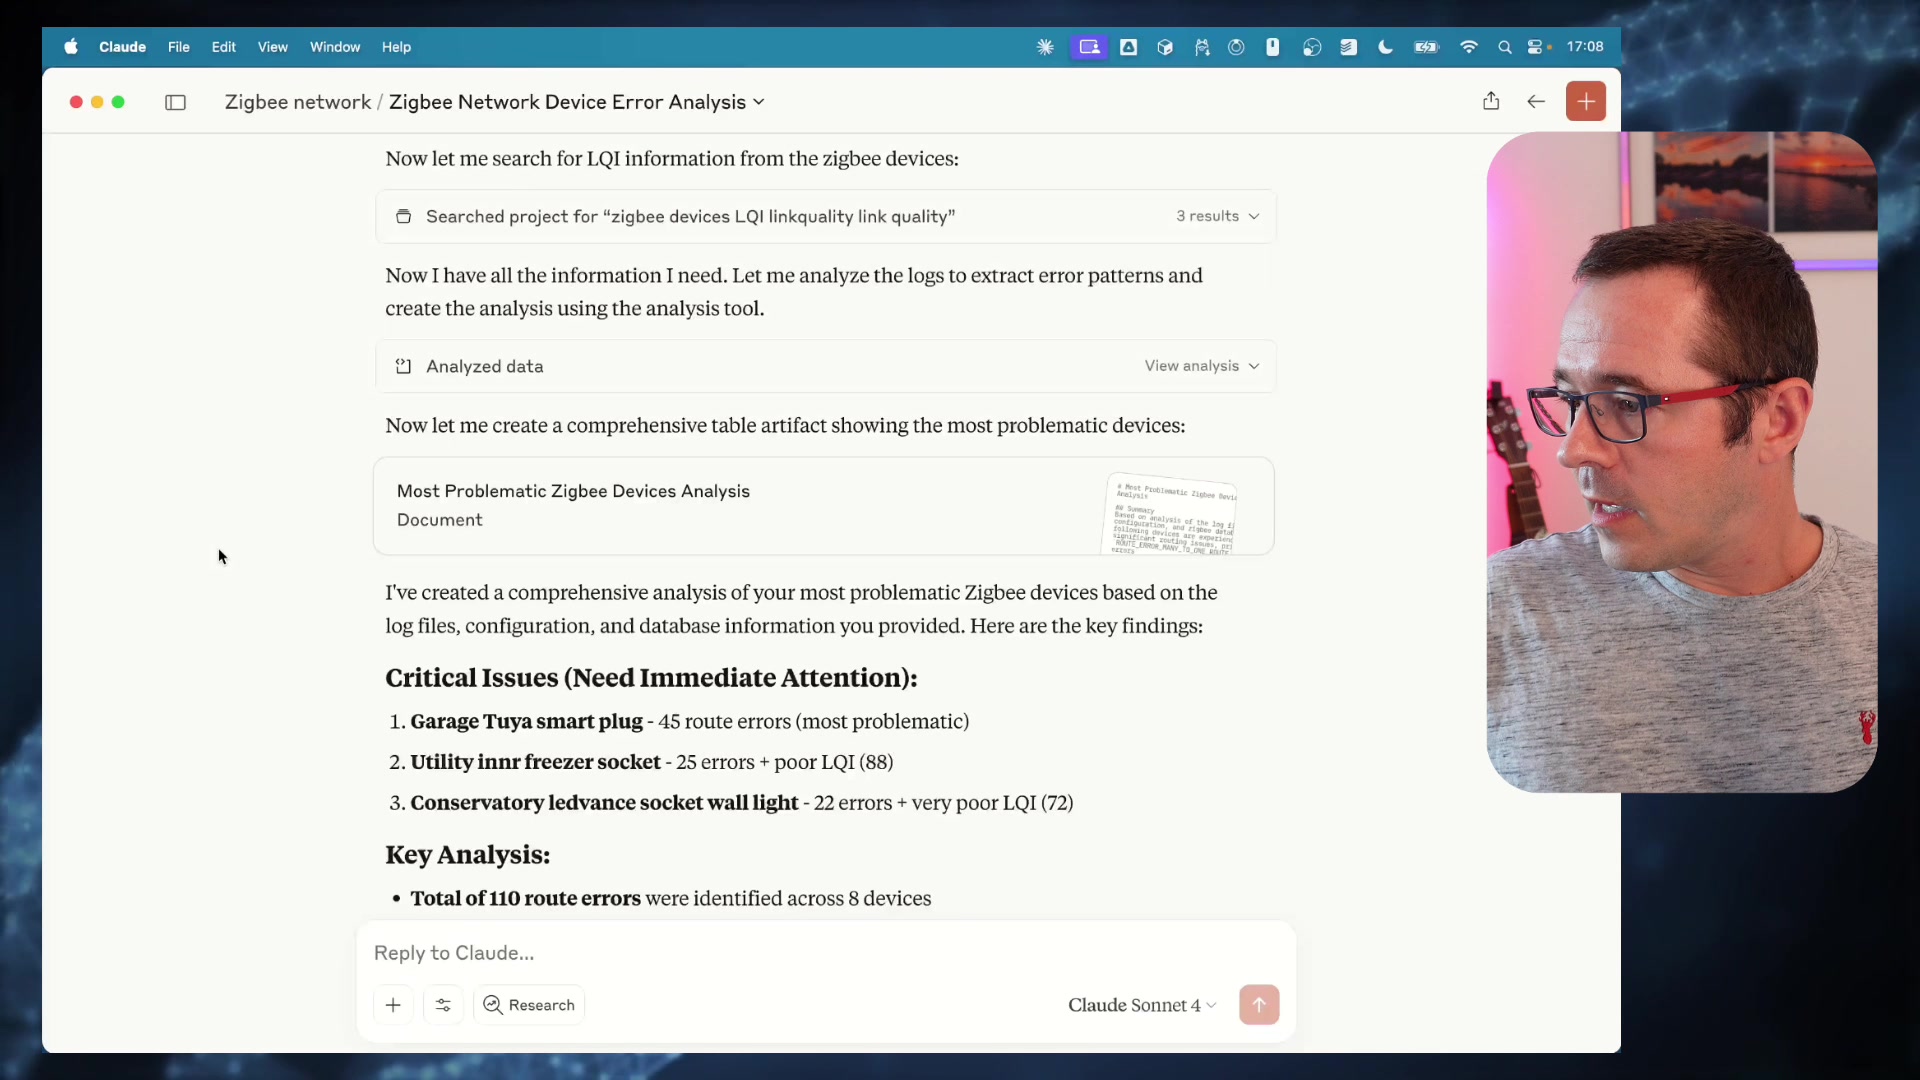 Claude File Edit View Window Help 17:08
Zigbee network / Zigbee Network Device Error Analysis
Now let me search for LQI information from the zigbee devices:
Searched project for “zigbee devices LQI linkquality link quality” 3 results
Now I have all the information I need. Let me analyze the logs to extract error patterns and
create the analysis using the analysis tool.
Analyzed data View analysis
Now let me create a comprehensive table artifact showing the most problematic devices:
Most Problematic Zigbee Devices Analysis
Document
# Most Problematic Zigbee Devi
Analysis
## Summary
Based on analysis of the log fi
configuration, and zigbee datab
following devices are experien
significant routing issues, pri
ROUTE_ERROR_MANY_TO_ONE_ROUTE
errors
I've created a comprehensive analysis of your most problematic Zigbee devices based on the
log files, configuration, and database information you provided. Here are the key findings:
Critical Issues (Need Immediate Attention):
1. Garage Tuya smart plug - 45 route errors (most problematic)
2. Utility innr freezer socket - 25 errors + poor LQI (88)
3. Conservatory ledvance socket wall light - 22 errors + very poor LQI (72)
Key Analysis:
• Total of 110 route errors were identified across 8 devices
Reply to Claude...
Research Claude Sonnet 4